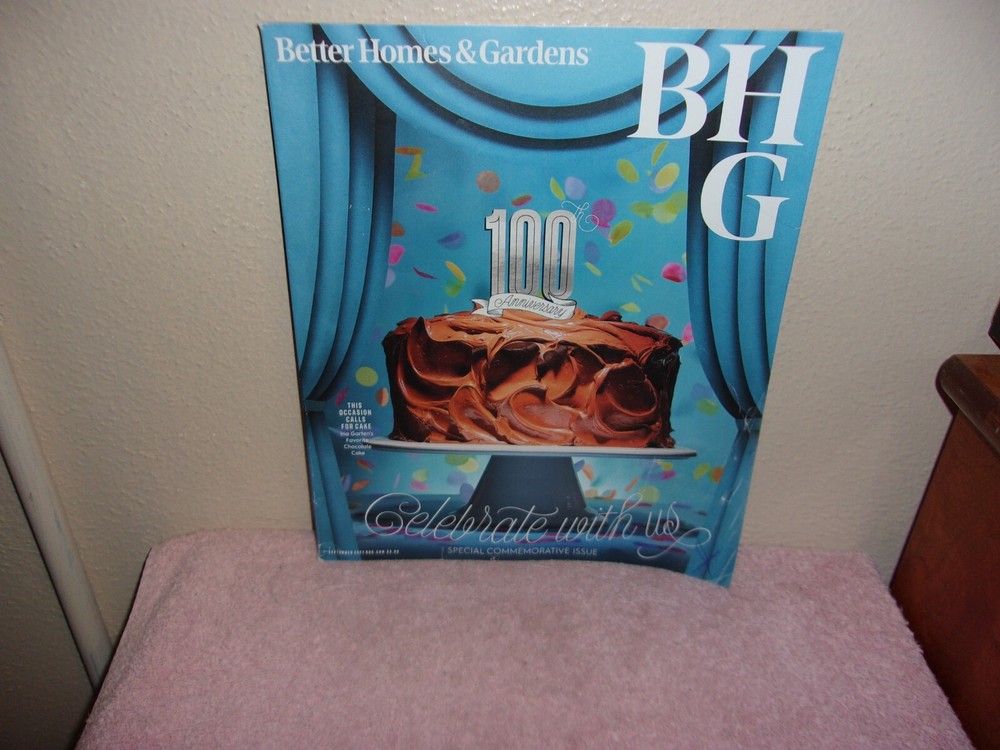 Better Homes & Gardens
BH
G
100th
Anniversary
THIS
OCCASION
CALLS
FOR CAKE
Ina Garten's
Favorite
Chocolate
Cake
Celebrate with us
SPECIAL COMMEMORATIVE ISSUE